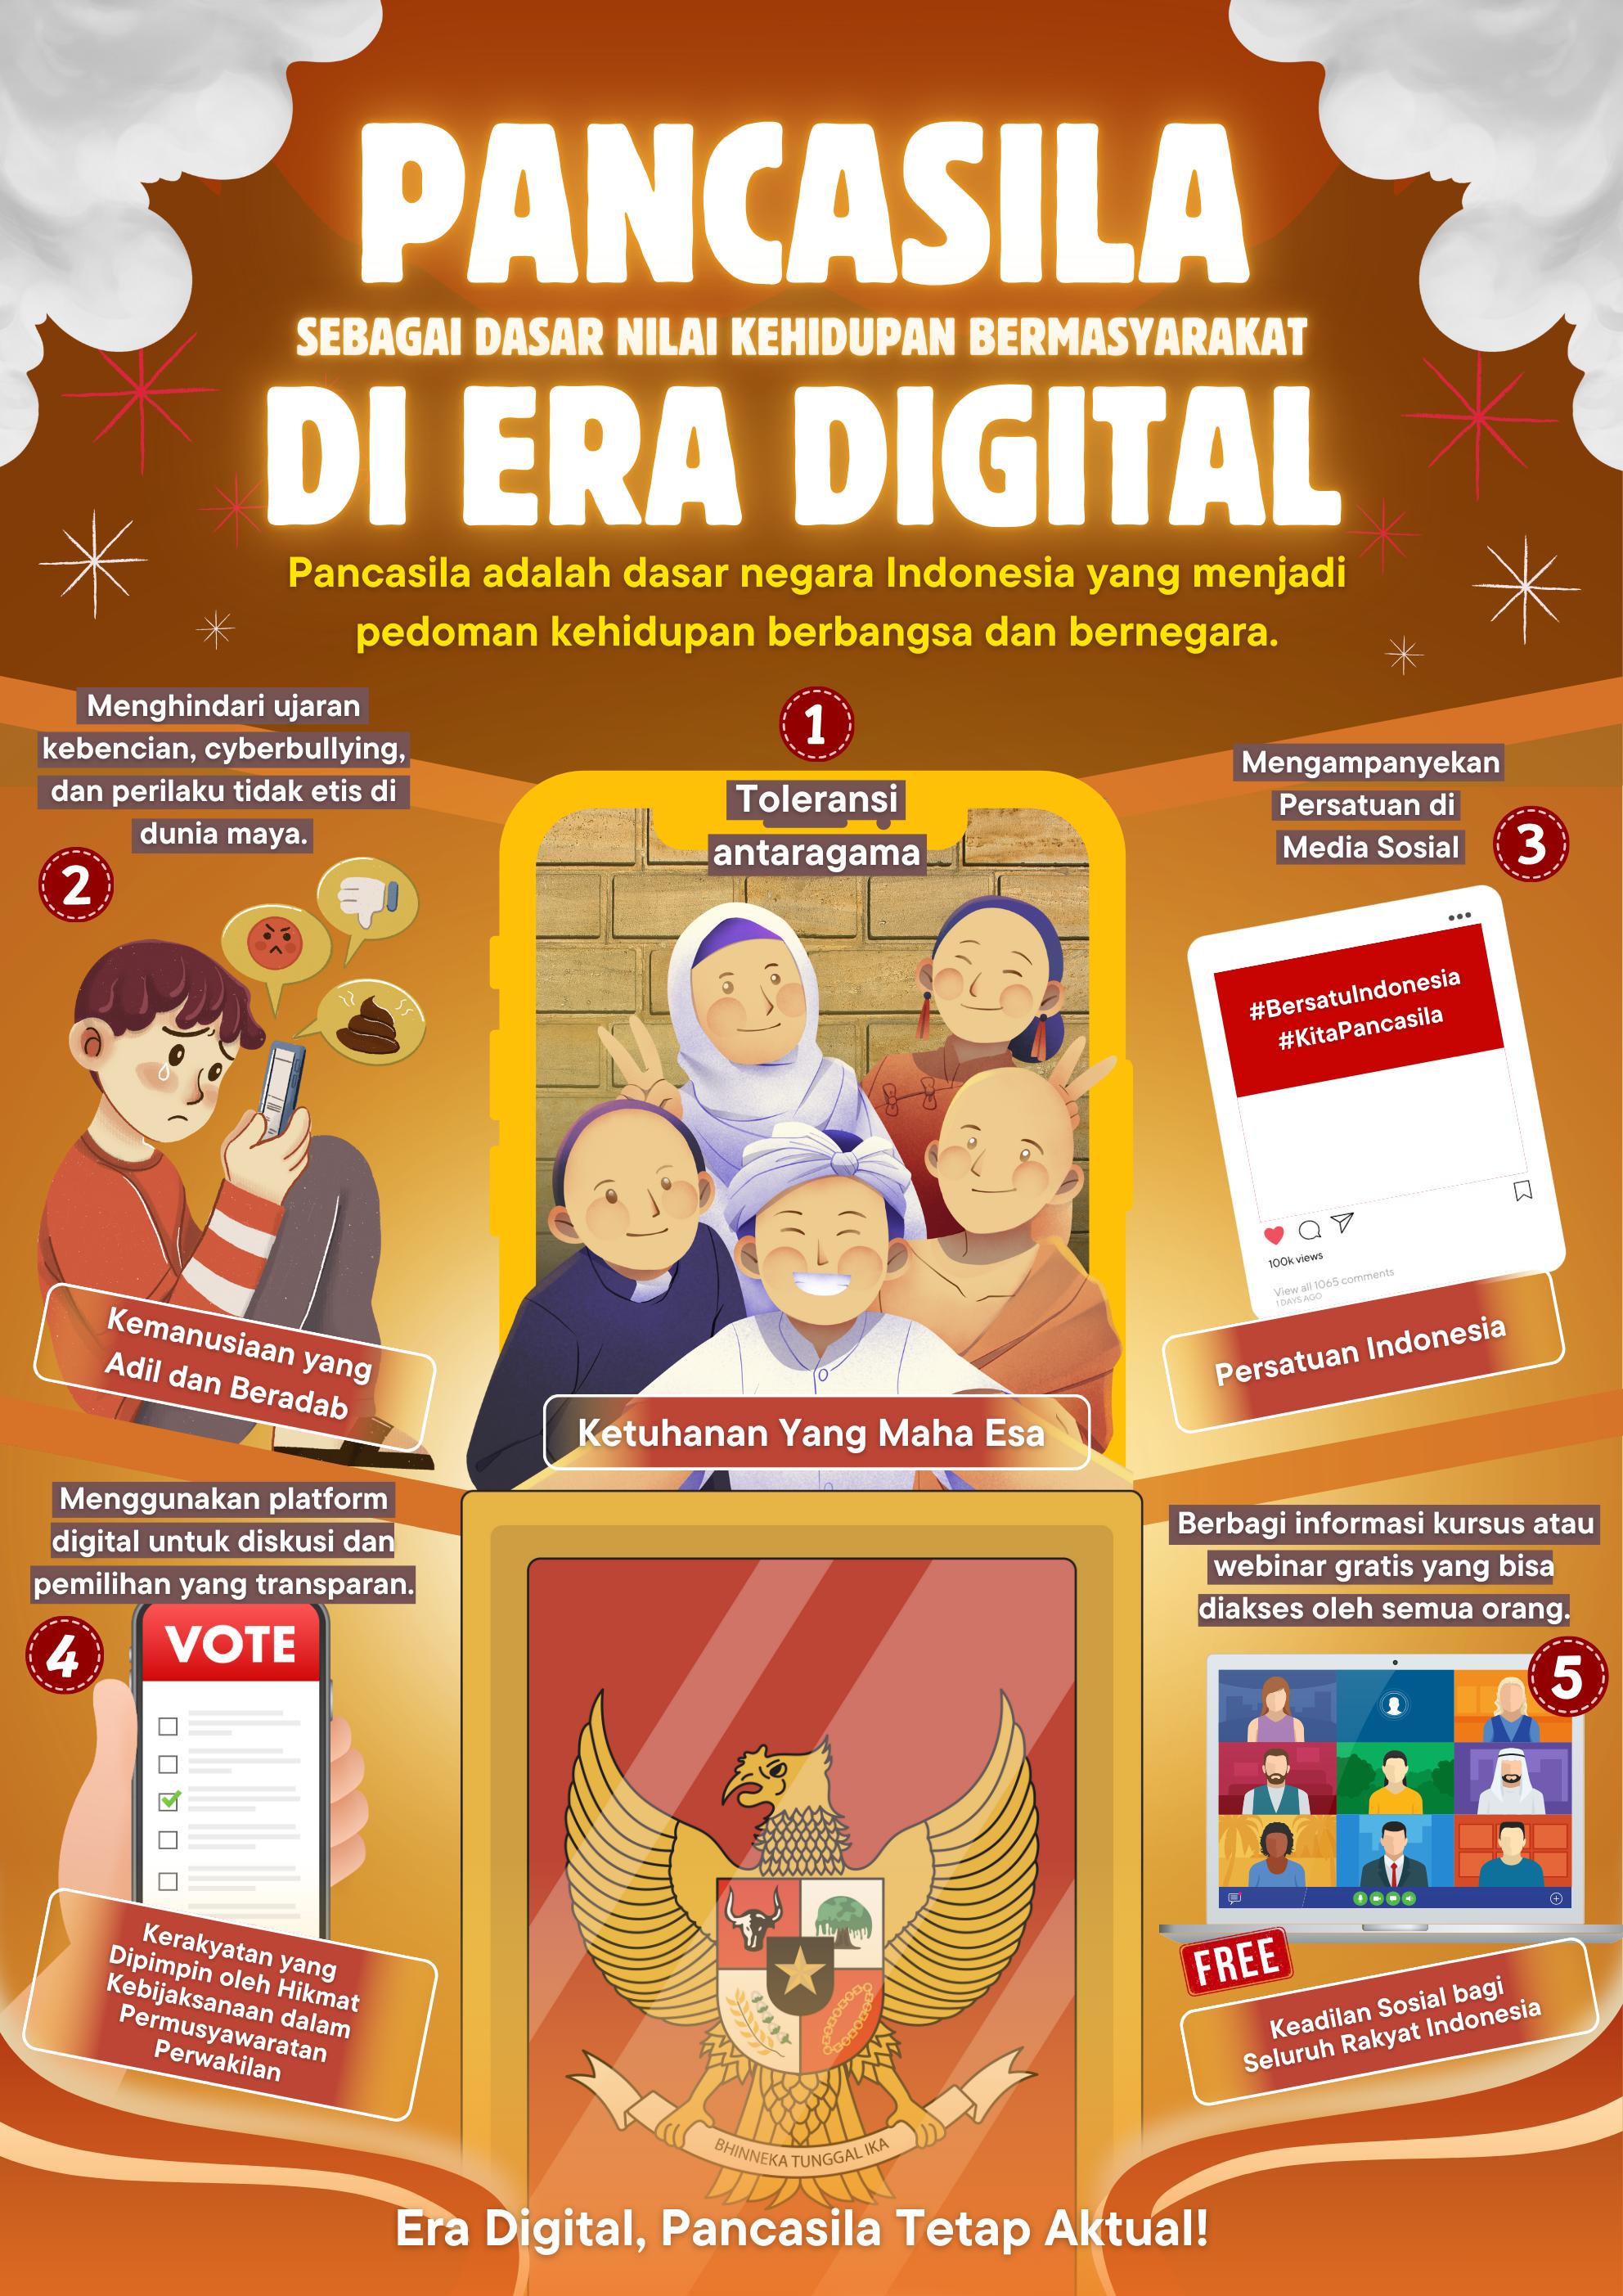 PANCASILA
SEBAGAI DASAR NILAI KEHIDUPAN BERMASYARAKAT
DI ERA DIGITAL
Pancasila adalah dasar negara Indonesia yang menjadi
pedoman kehidupan berbangsa dan bernegara.
1
Toleransi
antaragama
Ketuhanan Yang Maha Esa
Menghindari ujaran
kebencian, cyberbullying,
dan perilaku tidak etis di
dunia maya.
2
Kemanusiaan yang
Adil dan Beradab
Mengampanyekan
Persatuan di
Media Sosial
3
#BersatuIndonesia
#KitaPancasila
100k views
View all 1065 comments
1 DAYS AGO
Persatuan Indonesia
Menggunakan platform
digital untuk diskusi dan
pemilihan yang transparan.
4
VOTE
Kerakyatan yang
Dipimpin oleh Hikmat
Kebijaksanaan dalam
Permusyawaratan
Perwakilan
Berbagi informasi kursus atau
webinar gratis yang bisa
diakses oleh semua orang.
5
FREE
Keadilan Sosial bagi
Seluruh Rakyat Indonesia
BHINNEKA TUNGGAL IKA
Era Digital, Pancasila Tetap Aktual!